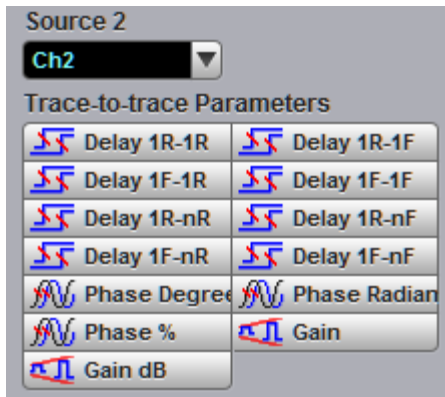 Source 2
Ch2
Trace-to-trace Parameters
Delay 1R-1R Delay 1R-1F
Delay 1F-1R Delay 1F-1F
Delay 1R-nR Delay 1R-nF
Delay 1F-nR Delay 1F-nF
Phase Degree Phase Radian
Phase % Gain
Gain dB